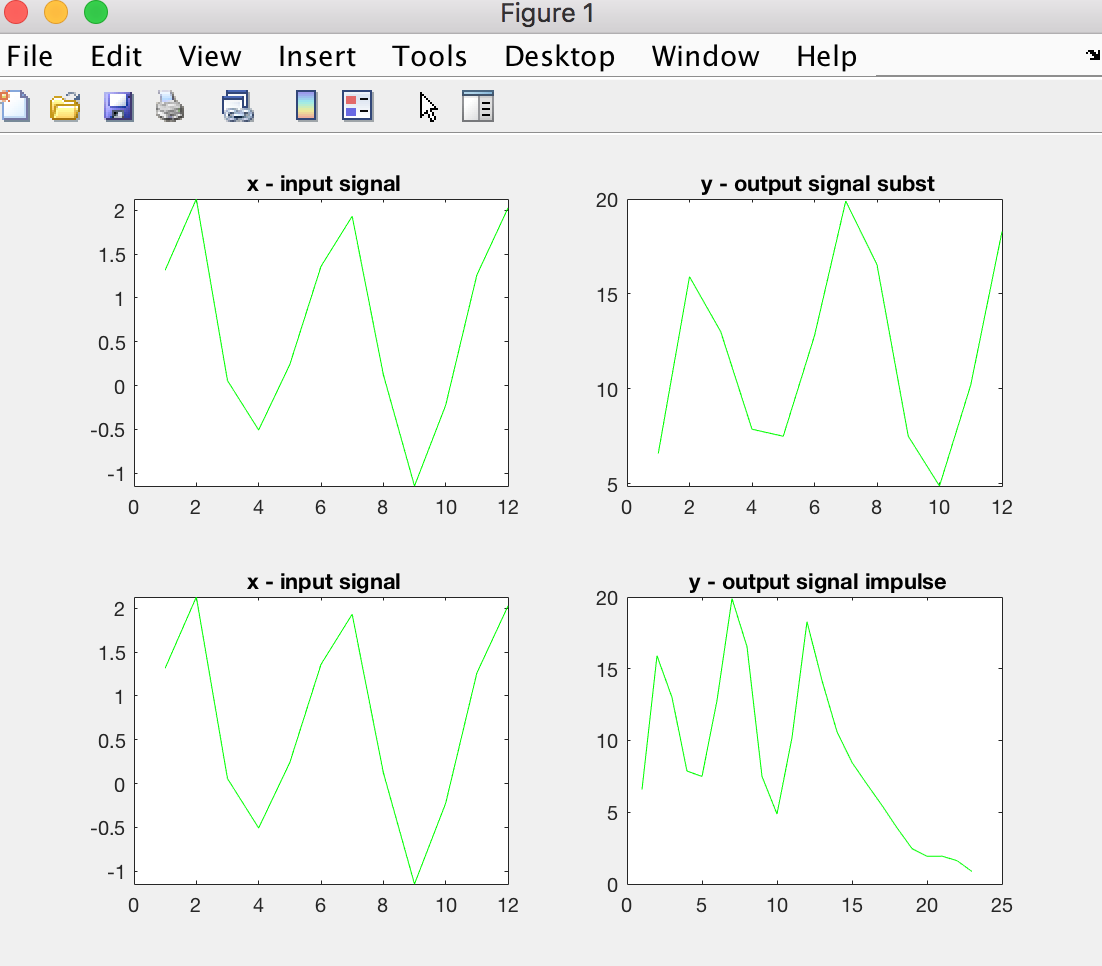 Figure 1
File Edit View Insert Tools Desktop Window Help
x - input signal
2
1.5
1
0.5
0
-0.5
-1
0 2 4 6 8 10 12
y - output signal subst
20
15
10
5
0 2 4 6 8 10 12
x - input signal
2
1.5
1
0.5
0
-0.5
-1
0 2 4 6 8 10 12
y - output signal impulse
20
15
10
5
0
0 5 10 15 20 25